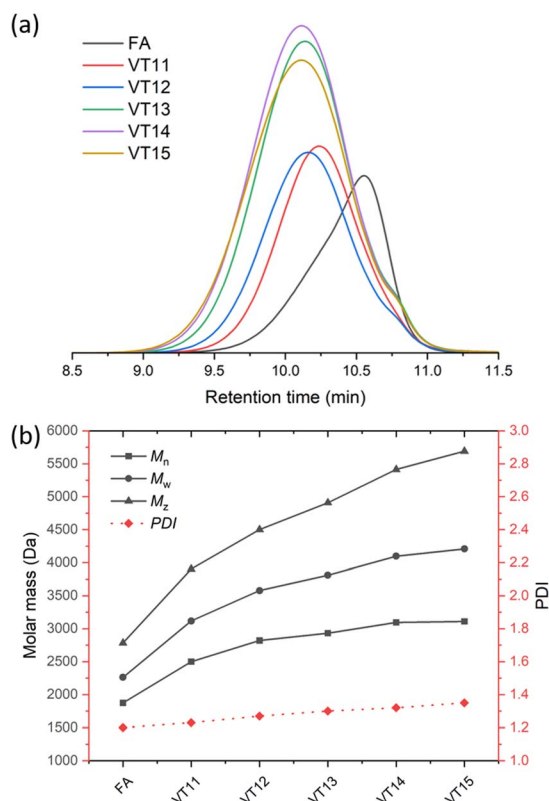 (a)
FA
VT11
VT12
VT13
VT14
VT15
8.5 9.0 9.5 10.0 10.5 11.0 11.5
Retention time (min)
(b)
6000
5500
5000
4500
4000
3500
3000
2500
2000
1500
1000
Molar mass (Da)
Mn
Mw
Mz
PDI
3.0
2.8
2.6
2.4
2.2
2.0
1.8
1.6
1.4
1.2
1.0
PDI
FA VT11 VT12 VT13 VT14 VT15